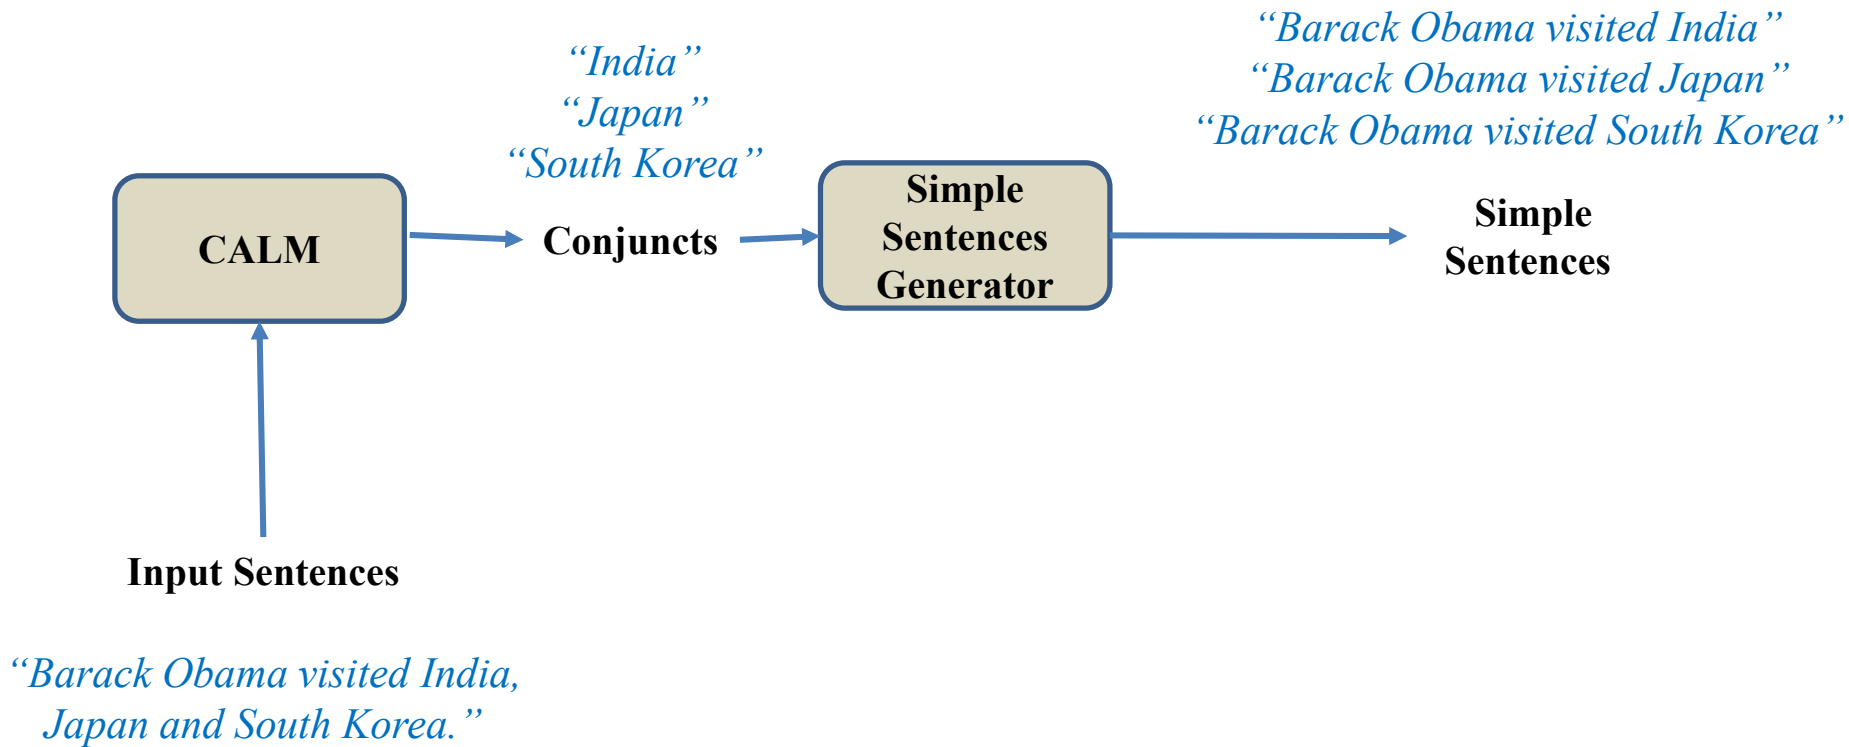 “India”
“Japan”
“South Korea”
“Barack Obama visited India”
“Barack Obama visited Japan”
“Barack Obama visited South Korea”
CALM
Conjuncts
Simple
Sentences
Generator
Simple
Sentences
Input Sentences
“Barack Obama visited India,
Japan and South Korea.”